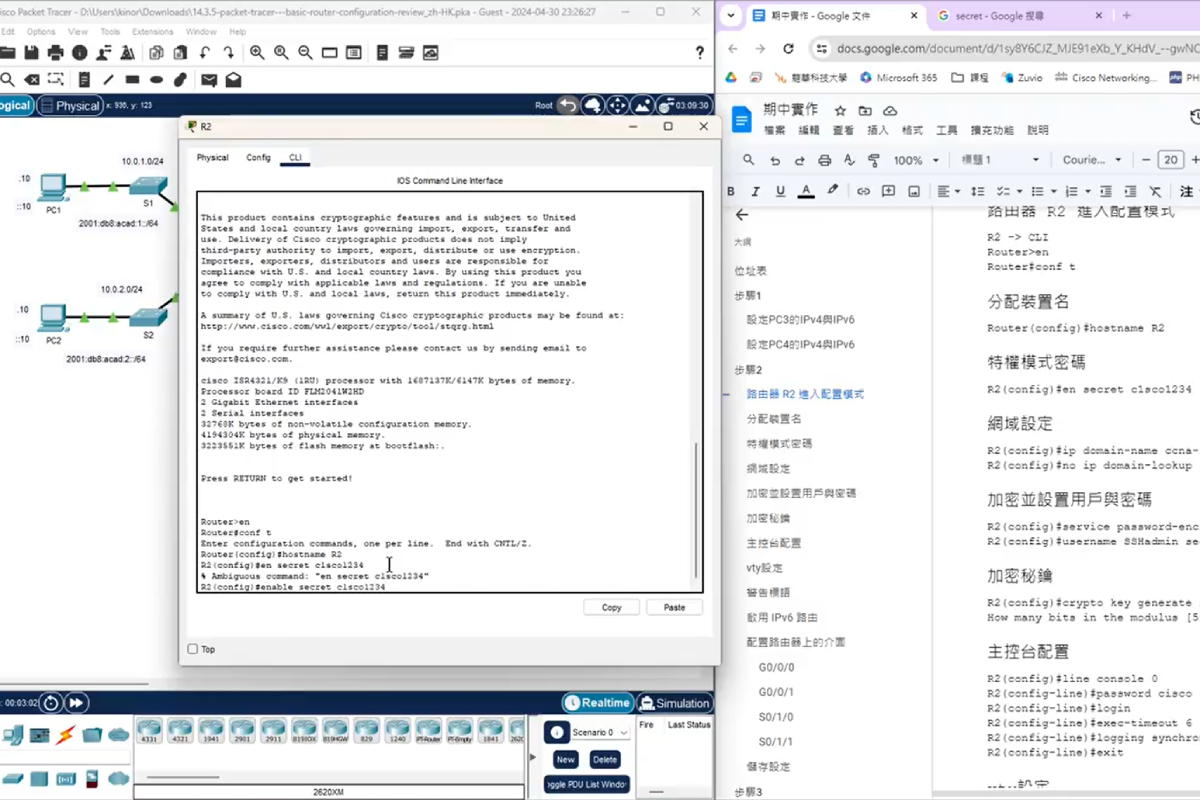 isco Packet Tracer - D:\Users\kinor\Downloads\14.3.5-packet-tracer---basic-router-configuration-review_zh-HK.pka - Guest - 2024-04-30 23:26:27
Edit Options View Tools Extensions Window Help
ogical Physical x: 930, y: 123
Root 03:09:30
10.0.1.0/24
.10
::10
PC1
S1
2001:db8:acad:1::/64
10.0.2.0/24
.10
::10
PC2
S2
2001:db8:acad:2::/64
R2
Physical Config CLI
IOS Command Line Interface
This product contains cryptographic features and is subject to United
States and local country laws governing import, export, transfer and
use. Delivery of Cisco cryptographic products does not imply
third-party authority to import, export, distribute or use encryption.
Importers, exporters, distributors and users are responsible for
compliance with U.S. and local country laws. By using this product you
agree to comply with applicable laws and regulations. If you are unable
to comply with U.S. and local laws, return this product immediately.
A summary of U.S. laws governing Cisco cryptographic products may be found at:
http://www.cisco.com/wwl/export/crypto/tool/stqrg.html
If you require further assistance please contact us by sending email to
export@cisco.com.
cisco ISR4321/K9 (1RU) processor with 1687137K/6147K bytes of memory.
Processor board ID FLM2041W2HD
2 Gigabit Ethernet interfaces
2 Serial interfaces
32768K bytes of non-volatile configuration memory.
4194304K bytes of physical memory.
3223551K bytes of flash memory at bootflash:.
Press RETURN to get started!
Router>en
Router#conf t
Enter configuration commands, one per line. End with CNTL/Z.
Router(config)#hostname R2
R2(config)#en secret c1sco1234
% Ambiguous command: "en secret c1sco1234"
R2(config)#enable secret c1sco1234
Copy Paste
Top
: 00:03:02
Realtime Simulation
4331 4321 1941 2901 2911 819IOX 819HGW 829 1240 PT-Router PT-Empty 1841 2620
2620XM
Scenario 0
New Delete
oggle PDU List Window
Fire Last Status
期中實作 - Google 文件
secret - Google 搜尋
docs.google.com/document/d/1sy8Y6CJZ_MJE91eXb_Y_KHdV_--gwNC
龍華科技大學 Microsoft 365 課程 Zuvio Cisco Networking... PH
期中實作
檔案 編輯 查看 插入 格式 工具 擴充功能 說明
100% 標題 1 Courie... 20
大綱
位址表
步驟1
設定PC3的IPv4與IPv6
設定PC4的IPv4與IPv6
步驟2
路由器 R2 進入配置模式
分配裝置名
特權模式密碼
網域設定
加密並設置用戶與密碼
加密秘鑰
主控台配置
vty設定
警告標語
啟用 IPv6 路由
配置路由器上的介面
G0/0/0
G0/0/1
S0/1/0
S0/1/1
儲存設定
步驟3
路由器 R2 進入配置模式
R2 -> CLI
Router>en
Router#conf t
分配裝置名
Router(config)#hostname R2
特權模式密碼
R2(config)#en secret c1sco1234
網域設定
R2(config)#ip domain-name ccna-
R2(config)#no ip domain-lookup
加密並設置用戶與密碼
R2(config)#service password-enc
R2(config)#username SSHadmin se
加密秘鑰
R2(config)#crypto key generate
How many bits in the modulus [5
主控台配置
R2(config)#line console 0
R2(config-line)#password cisco
R2(config-line)#login
R2(config-line)#exec-timeout 6
R2(config-line)#logging synchro
R2(config-line)#exit